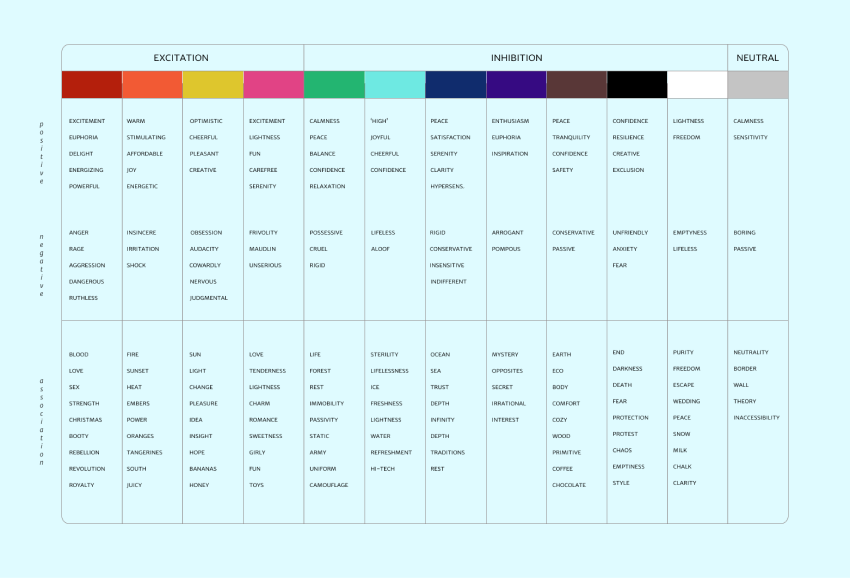 EXCITATION INHIBITION NEUTRAL
positive
EXCITEMENT WARM OPTIMISTIC EXCITEMENT CALMNESS 'HIGH' PEACE ENTHUSIASM PEACE CONFIDENCE LIGHTNESS CALMNESS
EUPHORIA STIMULATING CHEERFUL LIGHTNESS PEACE JOYFUL SATISFACTION EUPHORIA TRANQUILITY RESILIENCE FREEDOM SENSITIVITY
DELIGHT AFFORDABLE PLEASANT FUN BALANCE CHEERFUL SERENITY INSPIRATION CONFIDENCE CREATIVE
ENERGIZING JOY CREATIVE CAREFREE CONFIDENCE CONFIDENCE CLARITY SAFETY EXCLUSION
POWERFUL ENERGETIC SERENITY RELAXATION HYPERSENS.
negative
ANGER INSINCERE OBSESSION FRIVOLITY POSSESSIVE LIFELESS RIGID ARROGANT CONSERVATIVE UNFRIENDLY EMPTYNESS BORING
RAGE IRRITATION AUDACITY MAUDLIN CRUEL ALOOF CONSERVATIVE POMPOUS PASSIVE ANXIETY LIFELESS PASSIVE
AGGRESSION SHOCK COWARDLY UNSERIOUS RIGID INSENSITIVE FEAR
DANGEROUS NERVOUS INDIFFERENT
RUTHLESS JUDGMENTAL
association
BLOOD FIRE SUN LOVE LIFE STERILITY OCEAN MYSTERY EARTH END PURITY NEUTRALITY
LOVE SUNSET LIGHT TENDERNESS FOREST LIFELESSNESS SEA OPPOSITES ECO DARKNESS FREEDOM BORDER
SEX HEAT CHANGE LIGHTNESS REST ICE TRUST SECRET BODY DEATH ESCAPE WALL
STRENGTH EMBERS PLEASURE CHARM IMMOBILITY FRESHNESS DEPTH IRRATIONAL COMFORT FEAR WEDDING THEORY
CHRISTMAS POWER IDEA ROMANCE PASSIVITY LIGHTNESS INFINITY INTEREST COZY PROTECTION PEACE INACCESSIBILITY
BOOTY ORANGES INSIGHT SWEETNESS STATIC WATER DEPTH WOOD PROTEST SNOW
REBELLION TANGERINES HOPE GIRLY ARMY REFRESHMENT TRADITIONS PRIMITIVE CHAOS MILK
REVOLUTION SOUTH BANANAS FUN UNIFORM HI-TECH REST COFFEE EMPTINESS CHALK
ROYALTY JUICY HONEY TOYS CAMOUFLAGE CHOCOLATE STYLE CLARITY